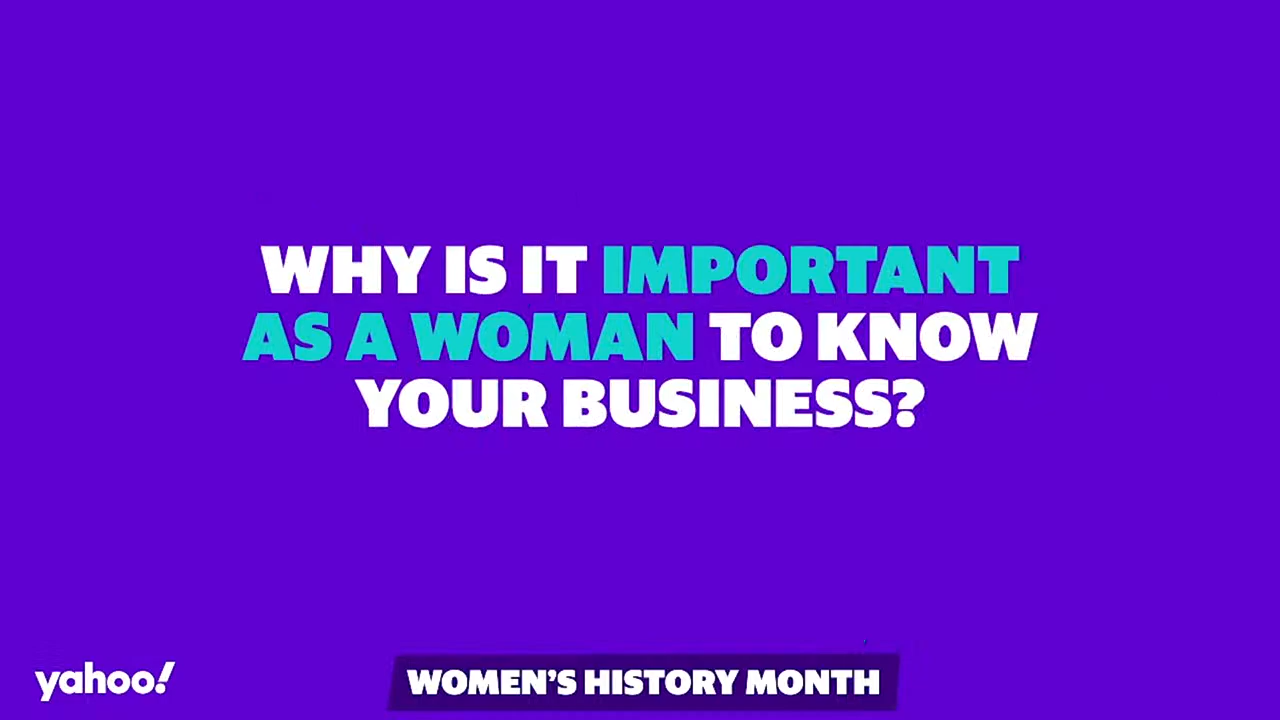 WHY IS IT IMPORTANT
AS A WOMAN TO KNOW
YOUR BUSINESS?
yahoo!
WOMEN'S HISTORY MONTH